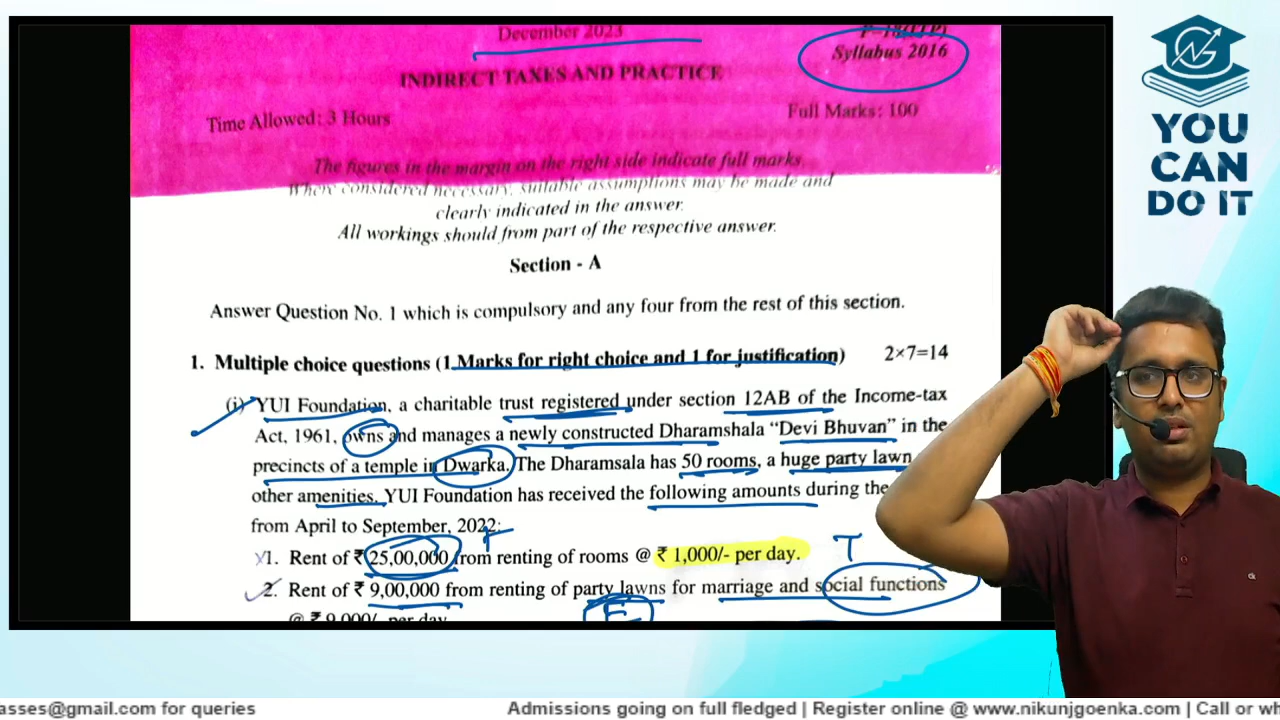 December 2023
Syllabus 2016
INDIRECT TAXES AND PRACTICE
Time Allowed: 3 Hours
Full Marks: 100
The figures in the margin on the right side indicate full marks.
Where considered necessary, suitable assumptions may be made and
clearly indicated in the answer.
All workings should from part of the respective answer.
Section - A
Answer Question No. 1 which is compulsory and any four from the rest of this section.
1. Multiple choice questions (1 Marks for right choice and 1 for justification) 2×7=14
(i) YUI Foundation, a charitable trust registered under section 12AB of the Income-tax
Act, 1961, owns and manages a newly constructed Dharamshala "Devi Bhuvan" in the
precincts of a temple in Dwarka. The Dharamsala has 50 rooms, a huge party lawn
other amenities. YUI Foundation has received the following amounts during the
from April to September, 2022:
1. Rent of ₹ 25,00,000 from renting of rooms @ ₹ 1,000/- per day.
T
2. Rent of ₹ 9,00,000 from renting of party lawns for marriage and social functions
@ ₹ 9,000/- per day
E
YOU
CAN
DO IT
asses@gmail.com for queries
Admissions going on full fledged | Register online @ www.nikunjgoenka.com | Call or wh